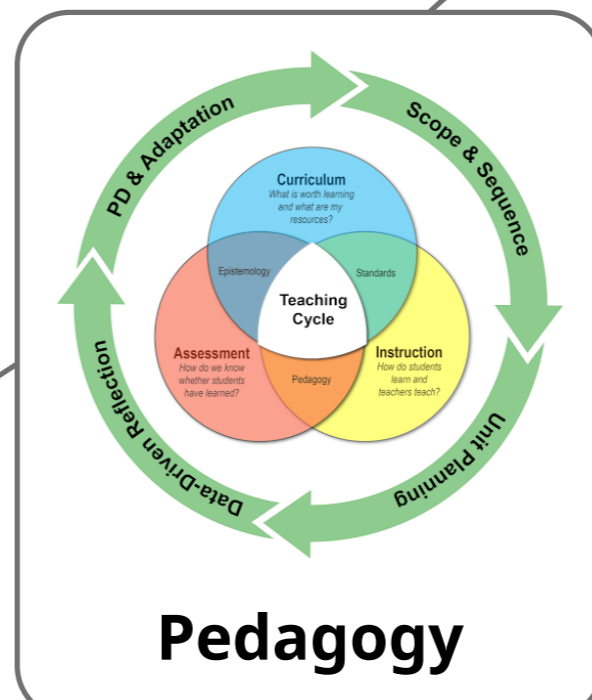 PD & Adaptation
Scope & Sequence
Curriculum
What is worth learning
and what are my
resources?
Epistemology
Standards
Teaching
Cycle
Assessment
How do we know
whether students
have learned?
Instruction
How do students
learn and
teachers teach?
Pedagogy
Data-Driven Reflection
Unit Planning
Pedagogy